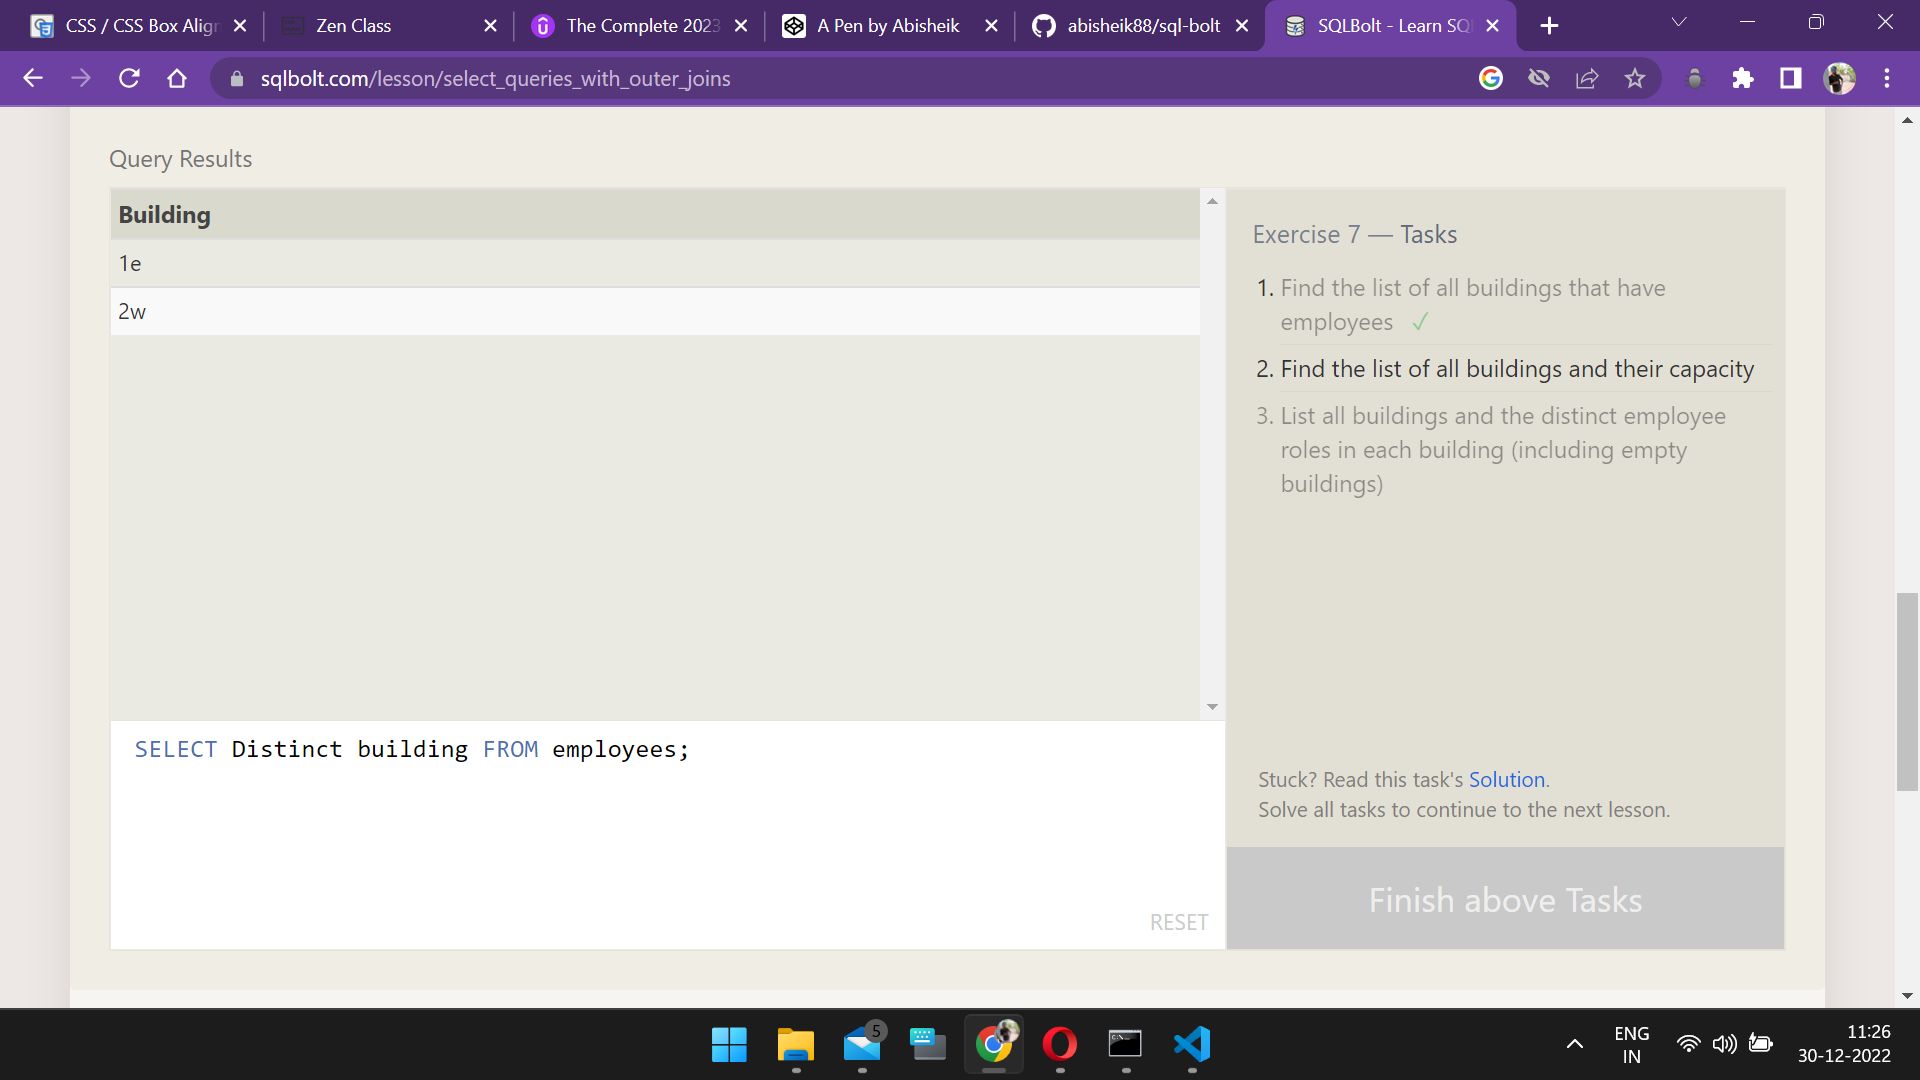 CSS / CSS Box Align
Zen Class
The Complete 2023
A Pen by Abisheik
abisheik88/sql-bolt
SQLBolt - Learn SQL
sqlbolt.com/lesson/select_queries_with_outer_joins
Query Results
Building
1e
2w
Exercise 7 — Tasks
1. Find the list of all buildings that have
employees ✓
2. Find the list of all buildings and their capacity
3. List all buildings and the distinct employee
roles in each building (including empty
buildings)
SELECT Distinct building FROM employees;
RESET
Stuck? Read this task's Solution.
Solve all tasks to continue to the next lesson.
Finish above Tasks
5
ENG
IN
11:26
30-12-2022